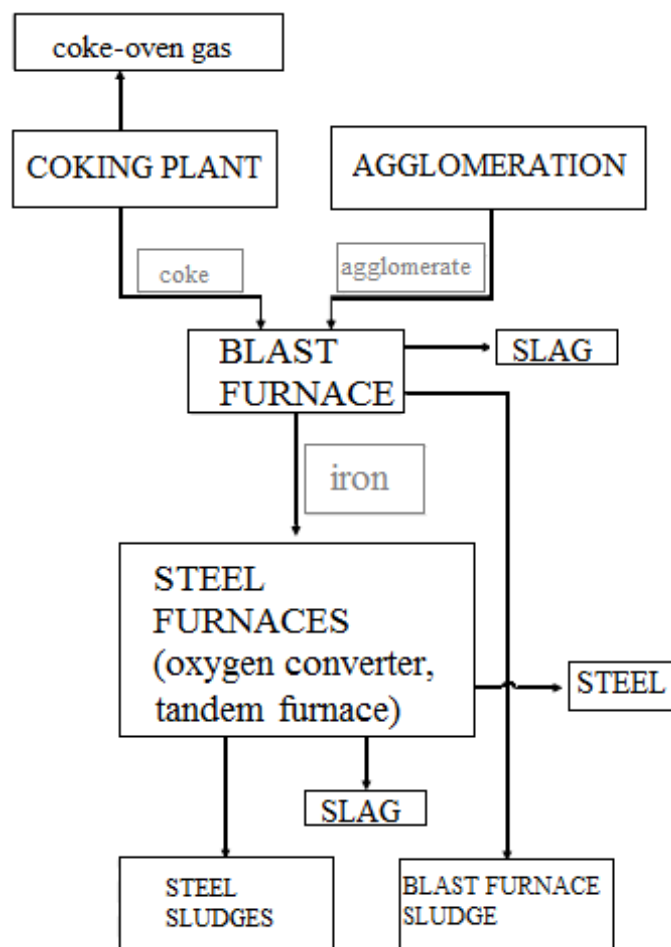 coke-oven gas
COKING PLANT
AGGLOMERATION
coke
agglomerate
BLAST
FURNACE
SLAG
iron
STEEL
FURNACES
(oxygen converter,
tandem furnace)
STEEL
SLAG
STEEL
SLUDGES
BLAST FURNACE
SLUDGE